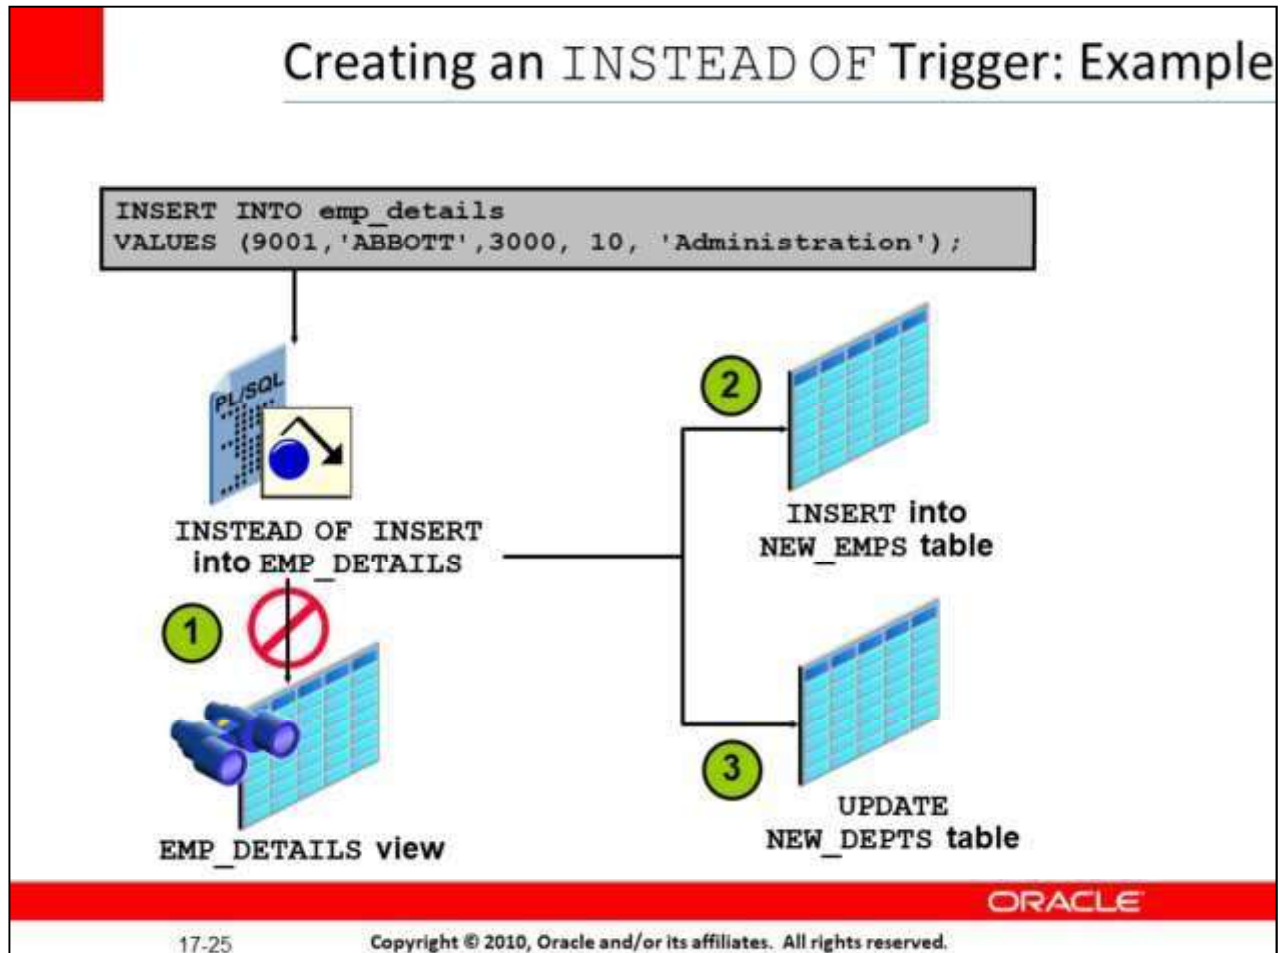 Creating an INSTEAD OF Trigger: Example
INSERT INTO emp_details
VALUES (9001,'ABBOTT',3000, 10, 'Administration');
PL/SQL
INSTEAD OF INSERT
into EMP_DETAILS
1
EMP_DETAILS view
2
INSERT into
NEW_EMPS table
3
UPDATE
NEW_DEPTS table
ORACLE
17-25
Copyright © 2010, Oracle and/or its affiliates. All rights reserved.